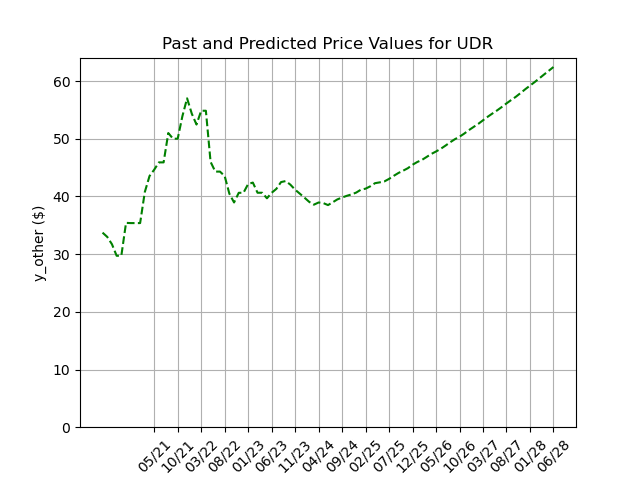 Past and Predicted Price Values for UDR
y_other ($)
60
50
40
30
20
10
0
05/21 10/21 03/22 08/22 01/23 06/23 11/23 04/24 09/24 02/25 07/25 12/25 05/26 10/26 03/27 08/27 01/28 06/28